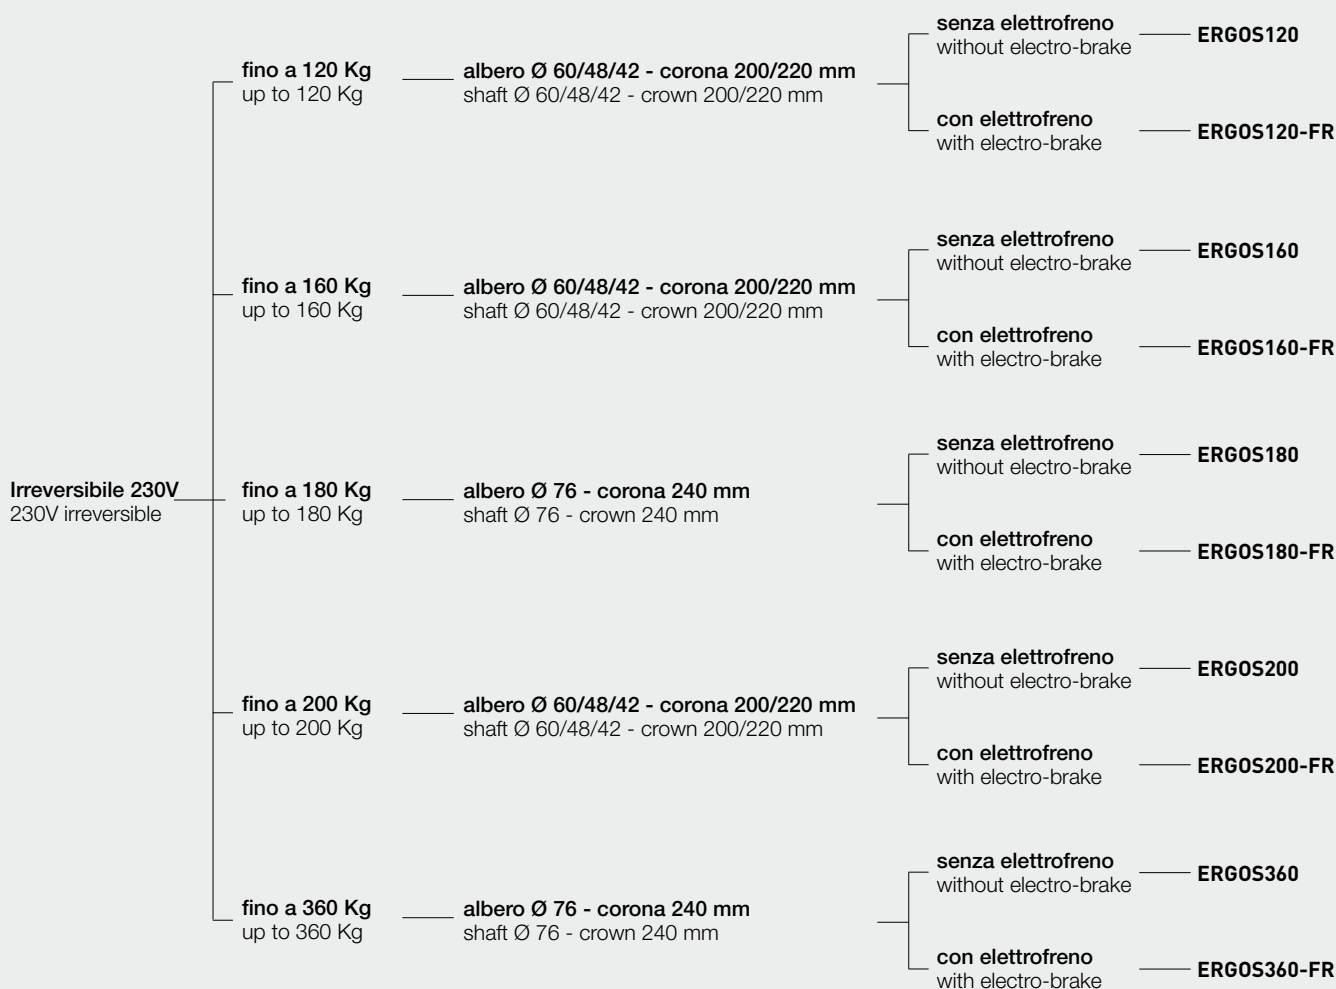 senza elettrofreno
without electro-brake
ERGOS120
fino a 120 Kg
up to 120 Kg
albero Ø 60/48/42 - corona 200/220 mm
shaft Ø 60/48/42 - crown 200/220 mm
con elettrofreno
with electro-brake
ERGOS120-FR
senza elettrofreno
without electro-brake
ERGOS160
fino a 160 Kg
up to 160 Kg
albero Ø 60/48/42 - corona 200/220 mm
shaft Ø 60/48/42 - crown 200/220 mm
con elettrofreno
with electro-brake
ERGOS160-FR
senza elettrofreno
without electro-brake
ERGOS180
Irreversibile 230V
230V irreversible
fino a 180 Kg
up to 180 Kg
albero Ø 76 - corona 240 mm
shaft Ø 76 - crown 240 mm
con elettrofreno
with electro-brake
ERGOS180-FR
senza elettrofreno
without electro-brake
ERGOS200
fino a 200 Kg
up to 200 Kg
albero Ø 60/48/42 - corona 200/220 mm
shaft Ø 60/48/42 - crown 200/220 mm
con elettrofreno
with electro-brake
ERGOS200-FR
senza elettrofreno
without electro-brake
ERGOS360
fino a 360 Kg
up to 360 Kg
albero Ø 76 - corona 240 mm
shaft Ø 76 - crown 240 mm
con elettrofreno
with electro-brake
ERGOS360-FR